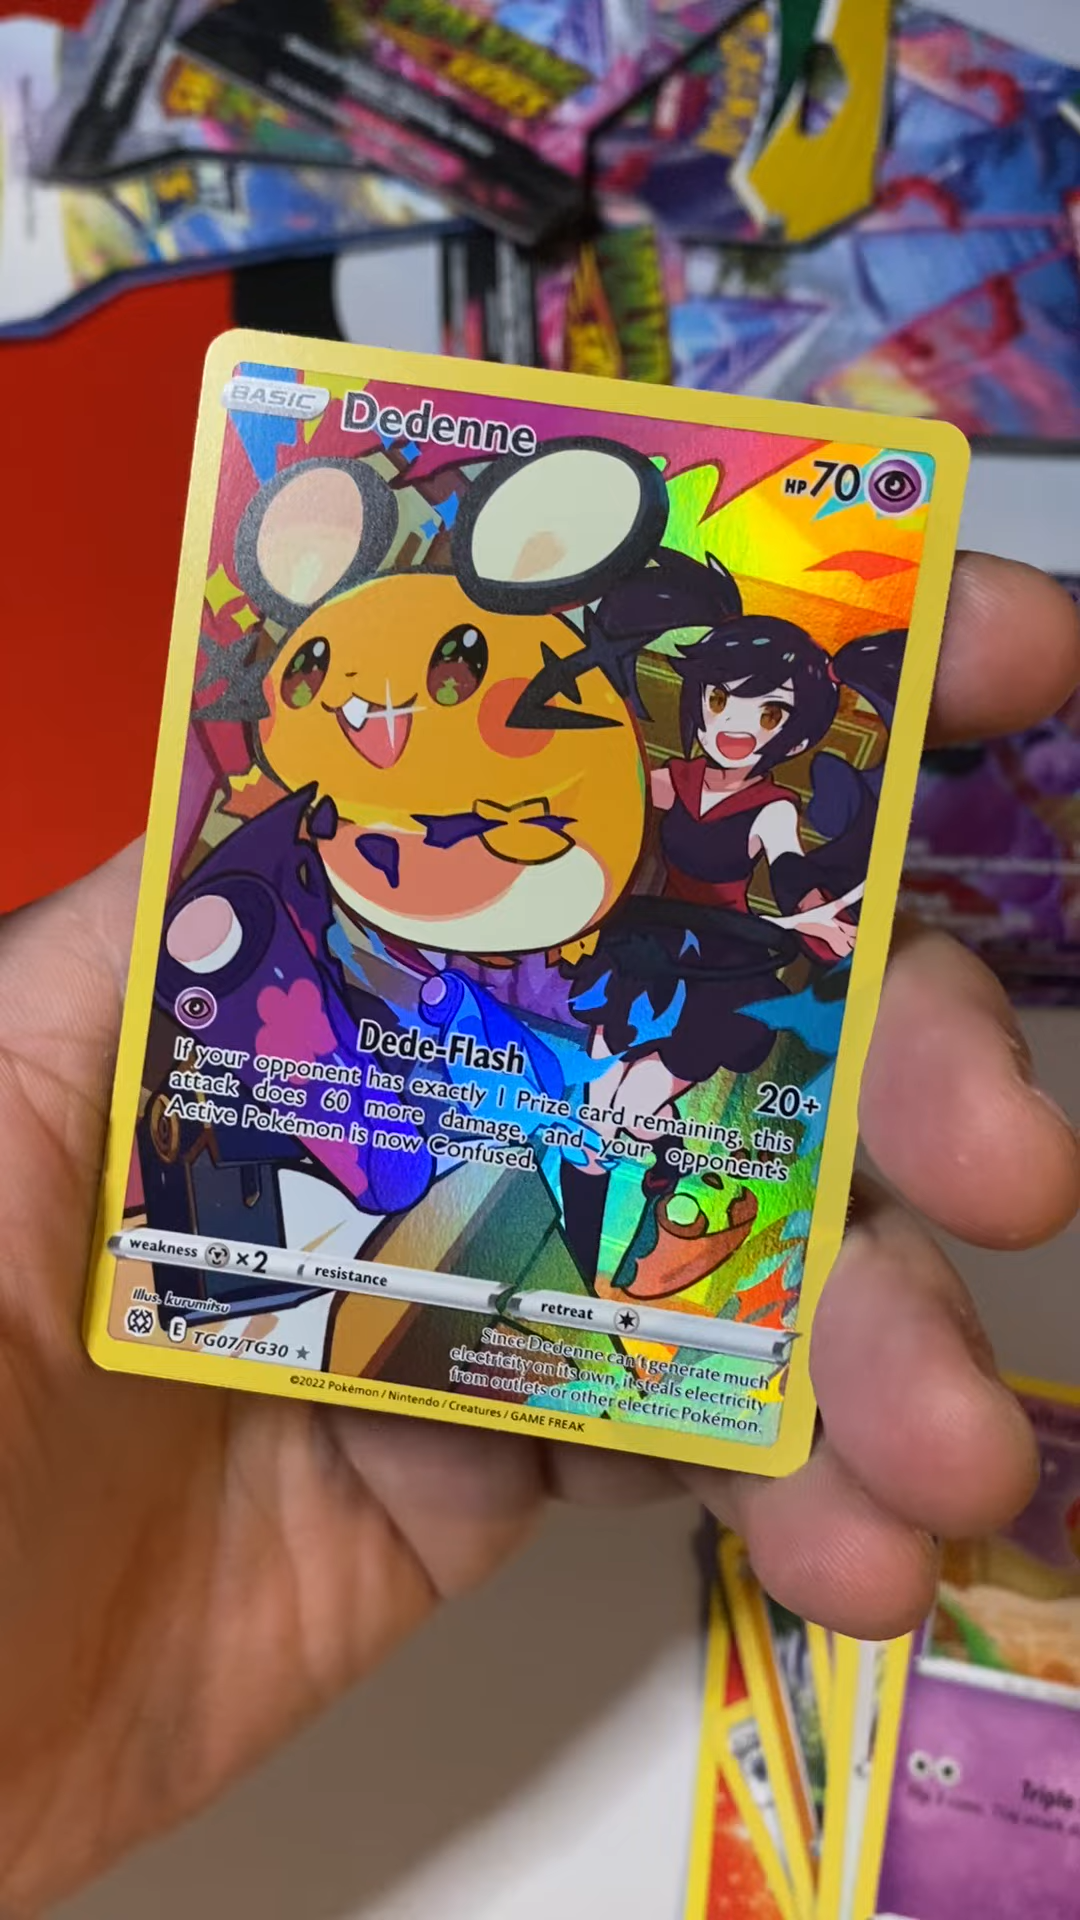 BASIC
Dedenne
HP 70
Dede-Flash
20+
If your opponent has exactly 1 Prize card remaining, this
attack does 60 more damage, and your opponent's
Active Pokémon is now Confused.
weakness ×2 resistance
retreat
Illus. kurumitsu
E TG07/TG30 ★
Since Dedenne can't generate much
electricity on its own, it steals electricity
from outlets or other electric Pokémon.
©2022 Pokémon / Nintendo / Creatures / GAME FREAK
Triple